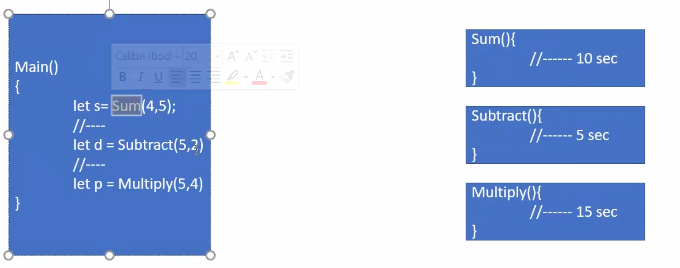 Main()
{
let s= Sum(4,5);
//----
let d = Subtract(5,2)
//----
let p = Multiply(5,4)
}
Calibri (Body) 20 A A
B I U A
Sum(){
//------ 10 sec
}
Subtract(){
//------ 5 sec
}
Multiply(){
//------ 15 sec
}